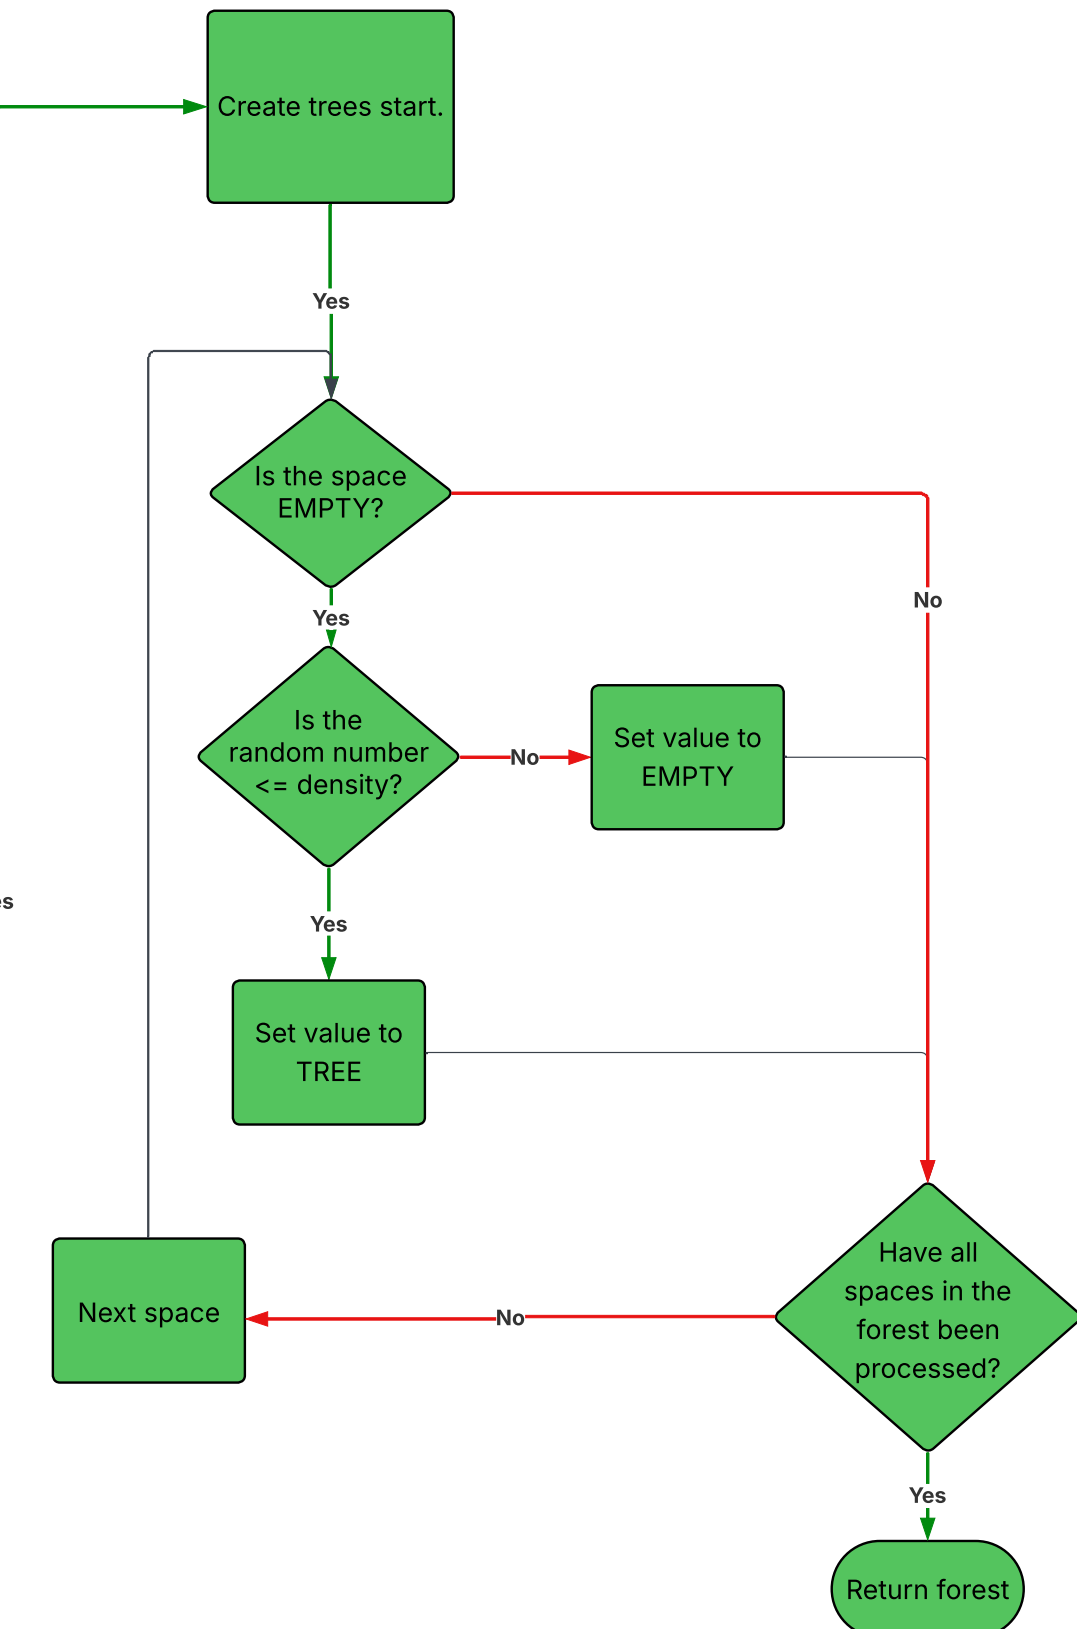 Create trees start.
Yes
Is the space
EMPTY?
No
Yes
Is the
random number
<= density?
No
Set value to
EMPTY
Yes
Set value to
TREE
Have all
spaces in the
forest been
processed?
No
Next space
Yes
Return forest